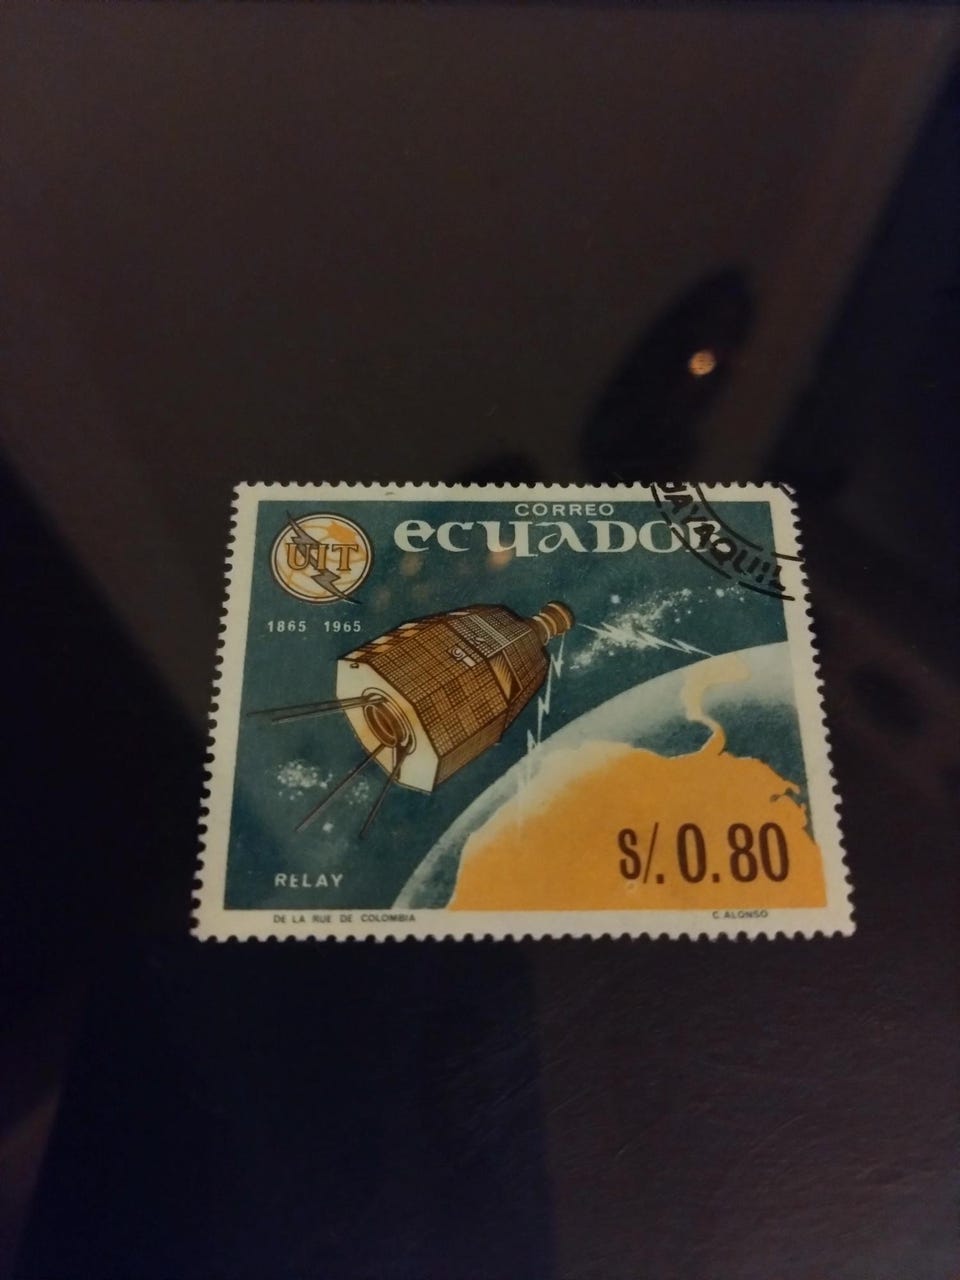 CORREO
ECUADOR
UIT
1865 1965
S/. 0.80
RELAY
DE LA RUE DE COLOMBIA
C. ALONSO